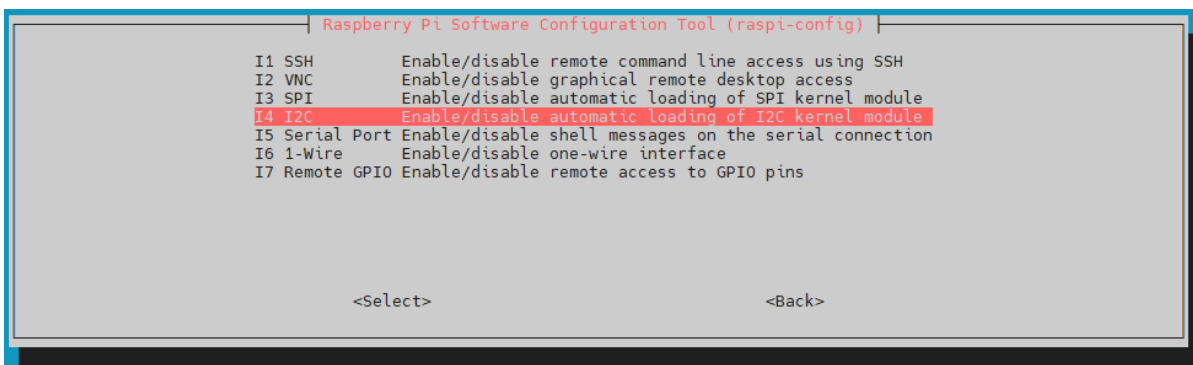 Raspberry Pi Software Configuration Tool (raspi-config)
I1 SSH Enable/disable remote command line access using SSH
I2 VNC Enable/disable graphical remote desktop access
I3 SPI Enable/disable automatic loading of SPI kernel module
I4 I2C Enable/disable automatic loading of I2C kernel module
I5 Serial Port Enable/disable shell messages on the serial connection
I6 1-Wire Enable/disable one-wire interface
I7 Remote GPIO Enable/disable remote access to GPIO pins
<Select> <Back>